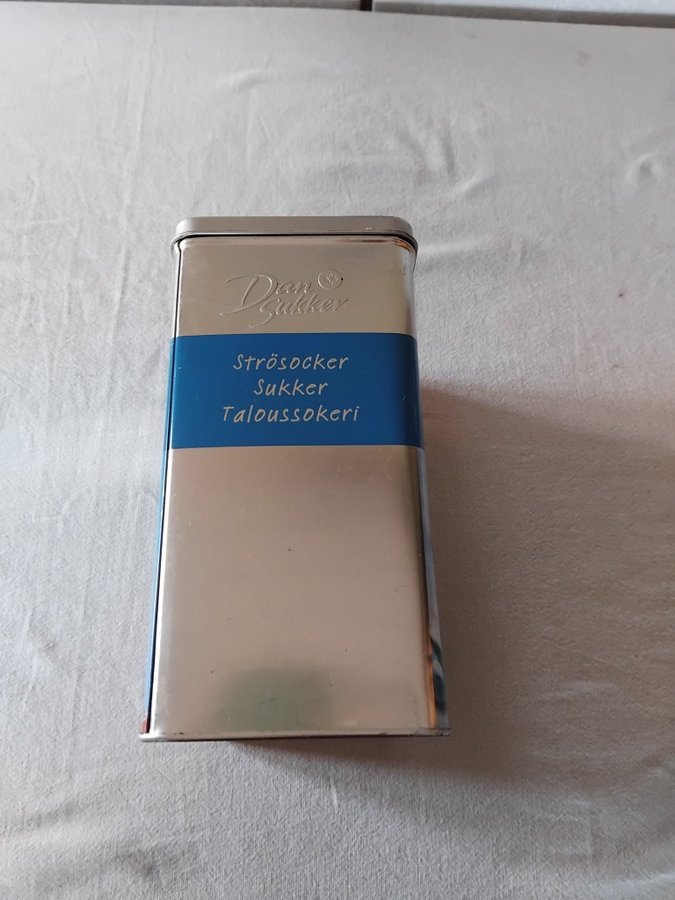 Dan
Sukker
Strösocker
Sukker
Taloussokeri